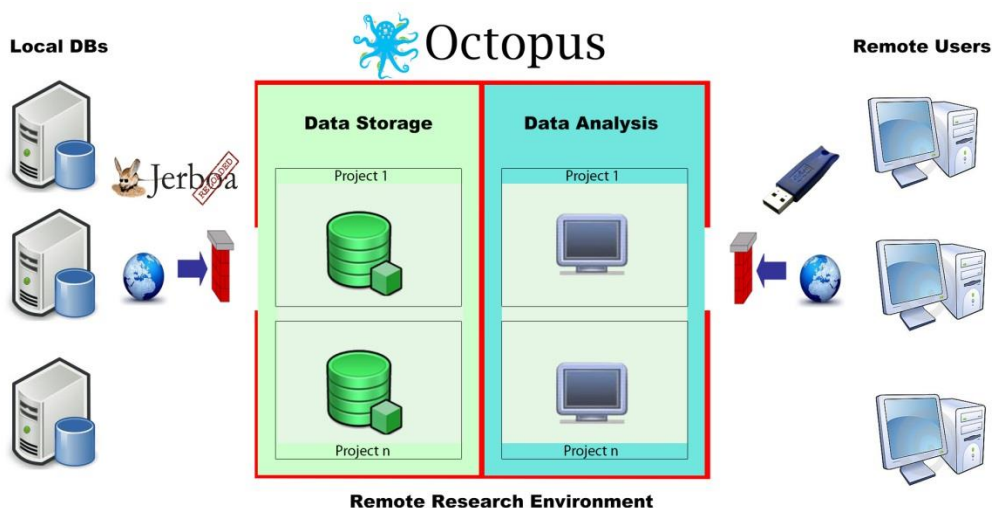 Octopus
Local DBs
Remote Users
Data Storage
Data Analysis
Jerboa
RELOADED
Project 1
Project 1
Project n
Project n
Remote Research Environment